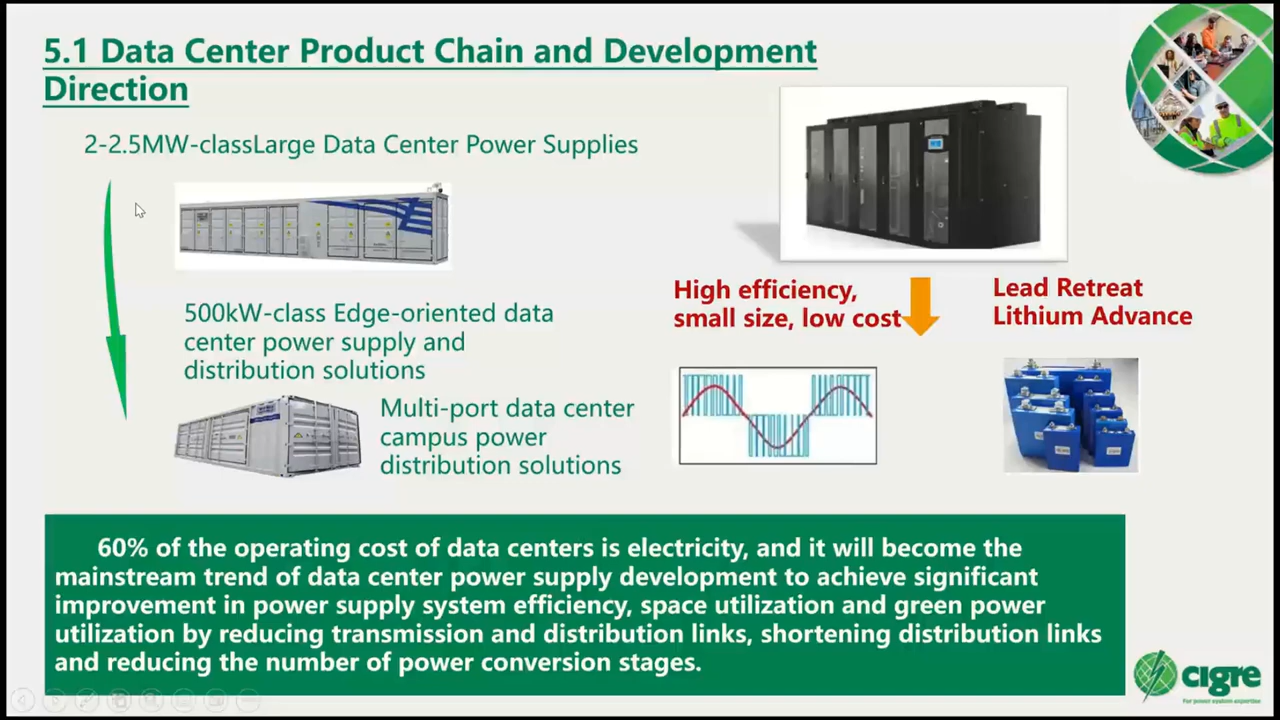 5.1 Data Center Product Chain and Development
Direction
2-2.5MW-classLarge Data Center Power Supplies
500kW-class Edge-oriented data
center power supply and
distribution solutions
Multi-port data center
campus power
distribution solutions
High efficiency,
small size, low cost
Lead Retreat
Lithium Advance
60% of the operating cost of data centers is electricity, and it will become the
mainstream trend of data center power supply development to achieve significant
improvement in power supply system efficiency, space utilization and green power
utilization by reducing transmission and distribution links, shortening distribution links
and reducing the number of power conversion stages.
cigre
For power system expertise